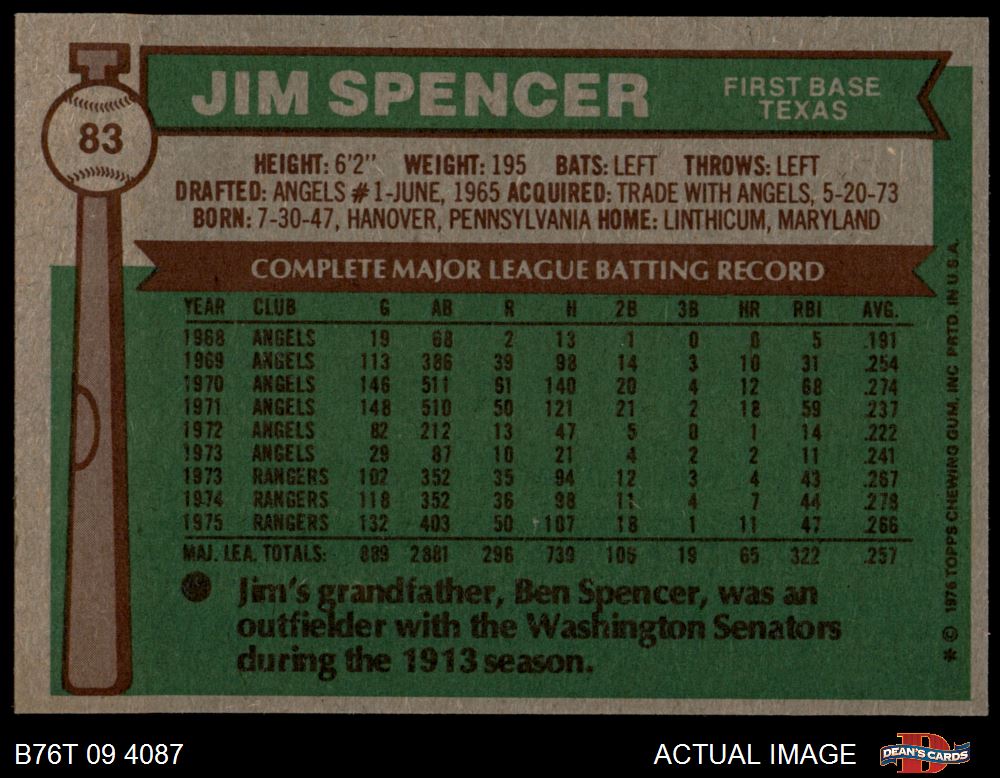 83
JIM SPENCER
FIRST BASE
TEXAS
HEIGHT: 6'2" WEIGHT: 195 BATS: LEFT THROWS: LEFT
DRAFTED: ANGELS #1-JUNE, 1965 ACQUIRED: TRADE WITH ANGELS, 5-20-73
BORN: 7-30-47, HANOVER, PENNSYLVANIA HOME: LINTHICUM, MARYLAND
COMPLETE MAJOR LEAGUE BATTING RECORD
YEAR CLUB G AB R H 2B 3B HR RBI AVG.
1968 ANGELS 19 68 2 13 1 0 0 5 .191
1969 ANGELS 113 386 39 98 14 3 10 31 .254
1970 ANGELS 146 511 61 140 20 4 12 68 .274
1971 ANGELS 148 510 50 121 21 2 18 59 .237
1972 ANGELS 82 212 13 47 5 0 1 14 .222
1973 ANGELS 29 87 10 21 4 2 2 11 .241
1973 RANGERS 102 352 35 94 12 3 4 43 .267
1974 RANGERS 118 352 36 98 11 4 7 44 .278
1975 RANGERS 132 403 50 107 18 1 11 47 .266
MAJ. LEA. TOTALS: 889 2881 296 739 106 19 65 322 .257
Jim's grandfather, Ben Spencer, was an
outfielder with the Washington Senators
during the 1913 season.
* © 1976 TOPPS CHEWING GUM, INC PRTD. IN U.S.A.
B76T 09 4087
ACTUAL IMAGE
D
DEAN'S CARDS